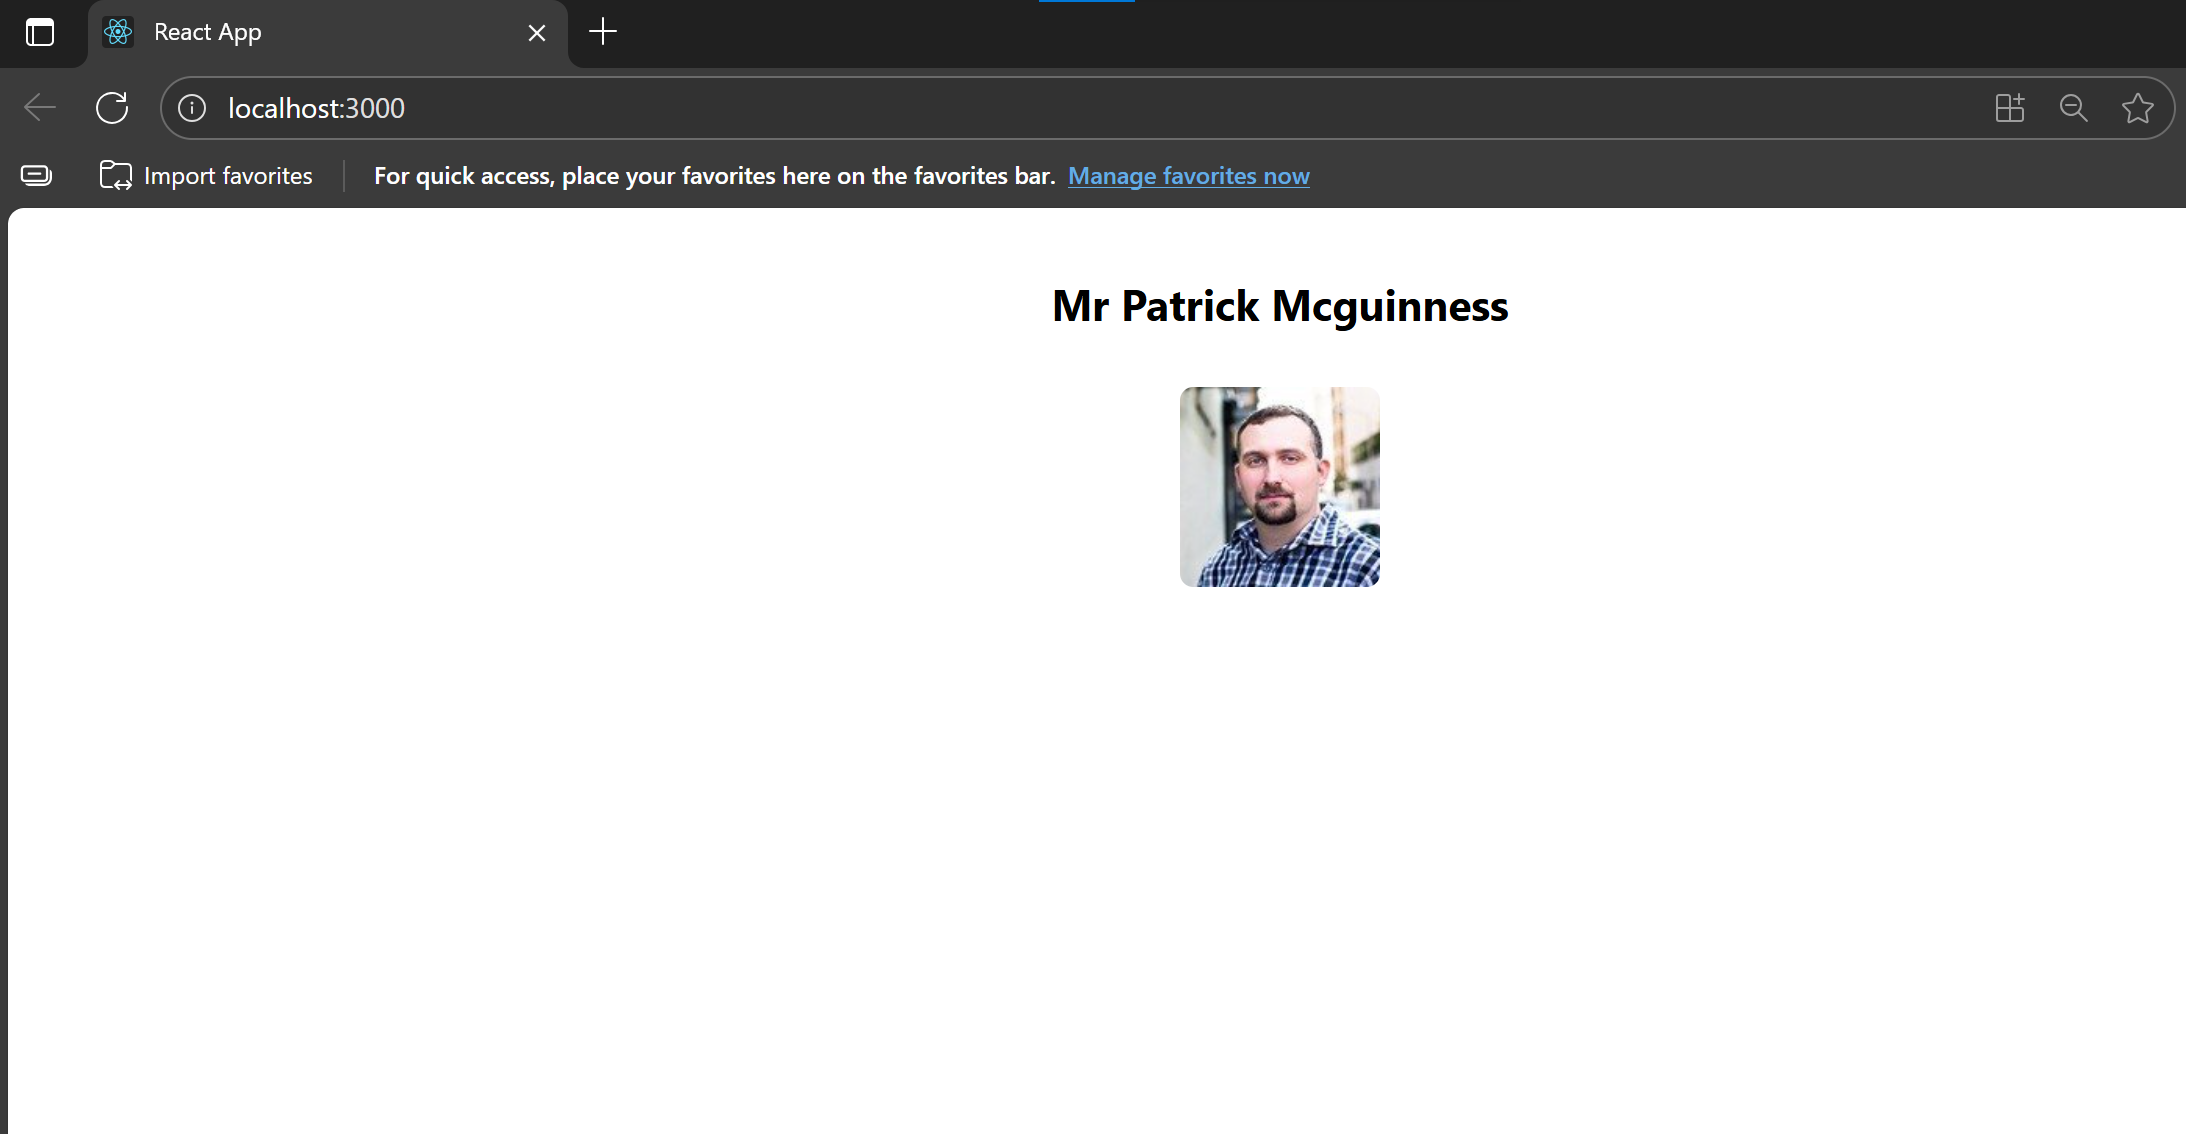 React App
localhost:3000
Import favorites
For quick access, place your favorites here on the favorites bar. Manage favorites now
Mr Patrick Mcguinness